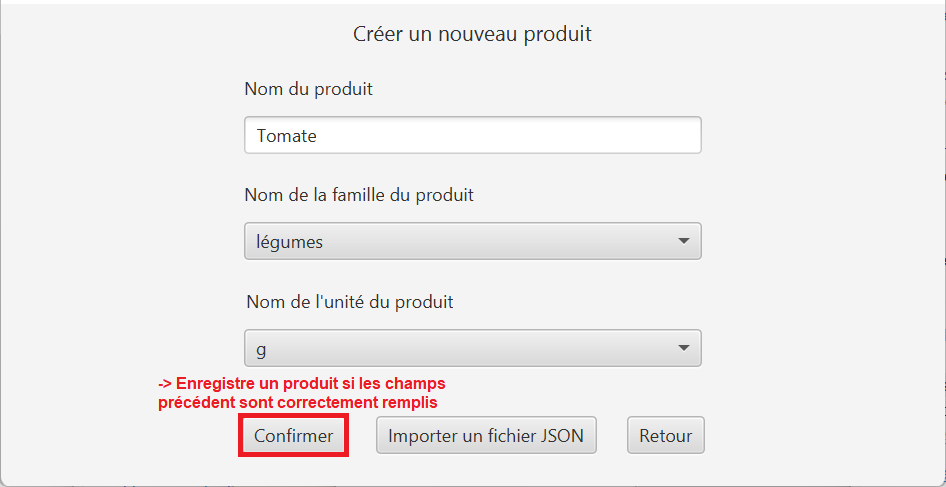 Créer un nouveau produit
Nom du produit
Tomate
Nom de la famille du produit
légumes
Nom de l'unité du produit
g
-> Enregistre un produit si les champs
précédent sont correctement remplis
Confirmer
Importer un fichier JSON
Retour